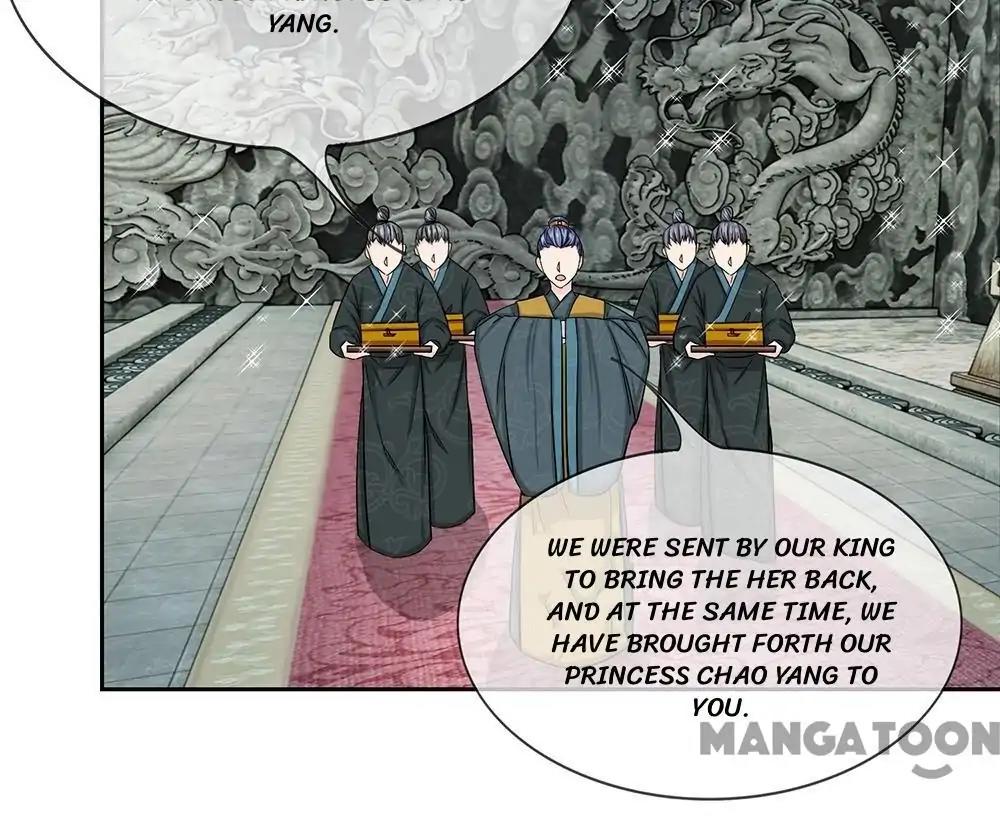 YANG.
WE WERE SENT BY OUR KING
TO BRING THE HER BACK,
AND AT THE SAME TIME, WE
HAVE BROUGHT FORTH OUR
PRINCESS CHAO YANG TO
YOU.
MANGATOON